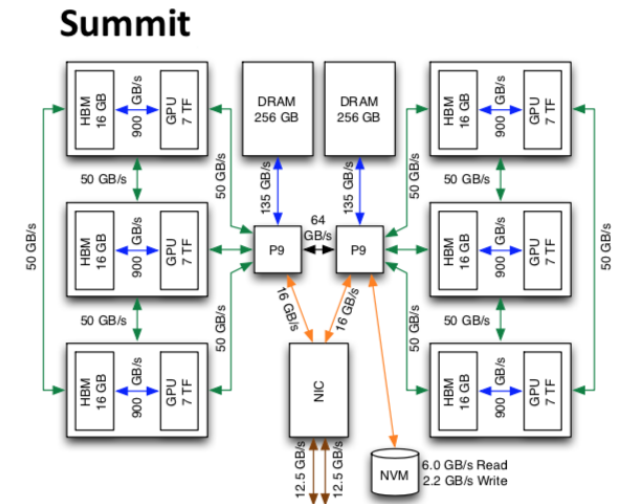 Summit
HBM
16 GB
900 GB/s
GPU
7 TF
50 GB/s
HBM
16 GB
900 GB/s
GPU
7 TF
50 GB/s
HBM
16 GB
900 GB/s
GPU
7 TF
50 GB/s
50 GB/s
50 GB/s
DRAM
256 GB
DRAM
256 GB
135 GB/s
135 GB/s
P9
64
GB/s
P9
16 GB/s
16 GB/s
NIC
12.5 GB/s
12.5 GB/s
NVM
6.0 GB/s Read
2.2 GB/s Write
50 GB/s
50 GB/s
HBM
16 GB
900 GB/s
GPU
7 TF
50 GB/s
HBM
16 GB
900 GB/s
GPU
7 TF
50 GB/s
HBM
16 GB
900 GB/s
GPU
7 TF
50 GB/s